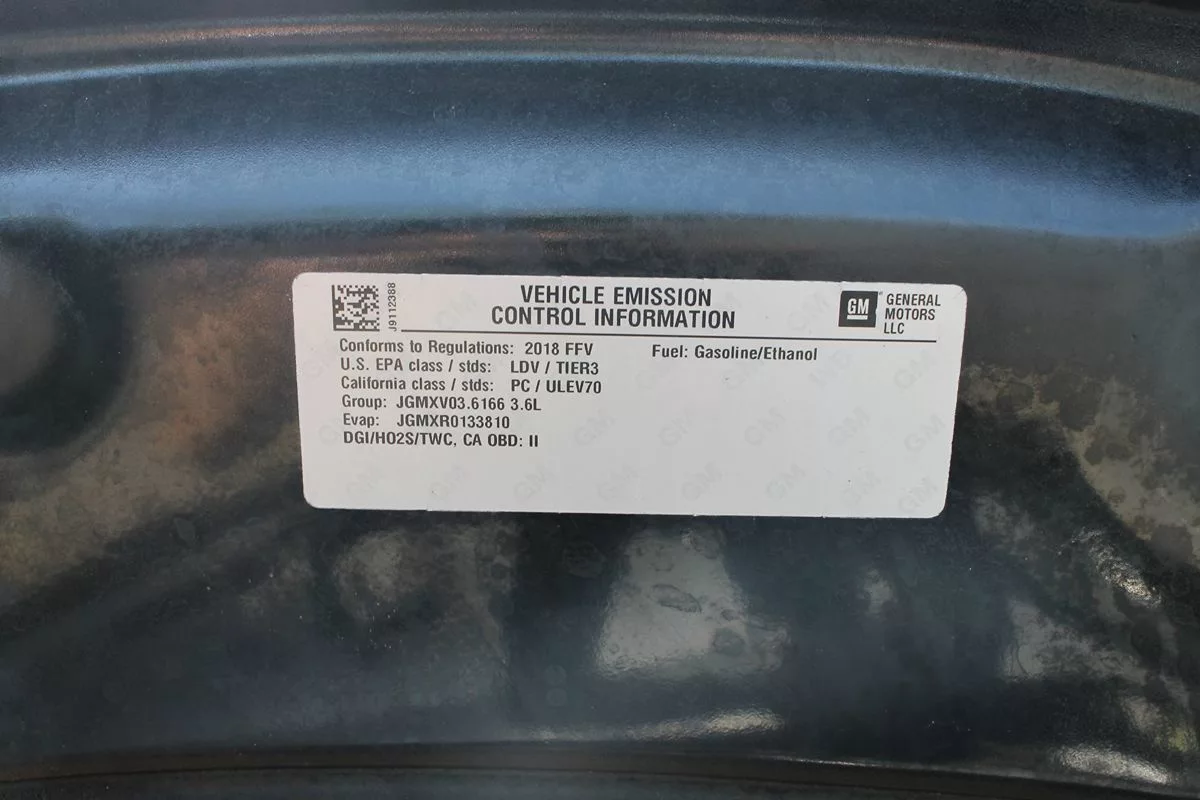 J9112388
VEHICLE EMISSION
CONTROL INFORMATION
GM
GENERAL
MOTORS
LLC
Conforms to Regulations: 2018 FFV
Fuel: Gasoline/Ethanol
U.S. EPA class / stds: LDV / TIER3
California class / stds: PC / ULEV70
Group: JGMXV03.6166 3.6L
Evap: JGMXR0133810
DGI/HO2S/TWC, CA OBD: II